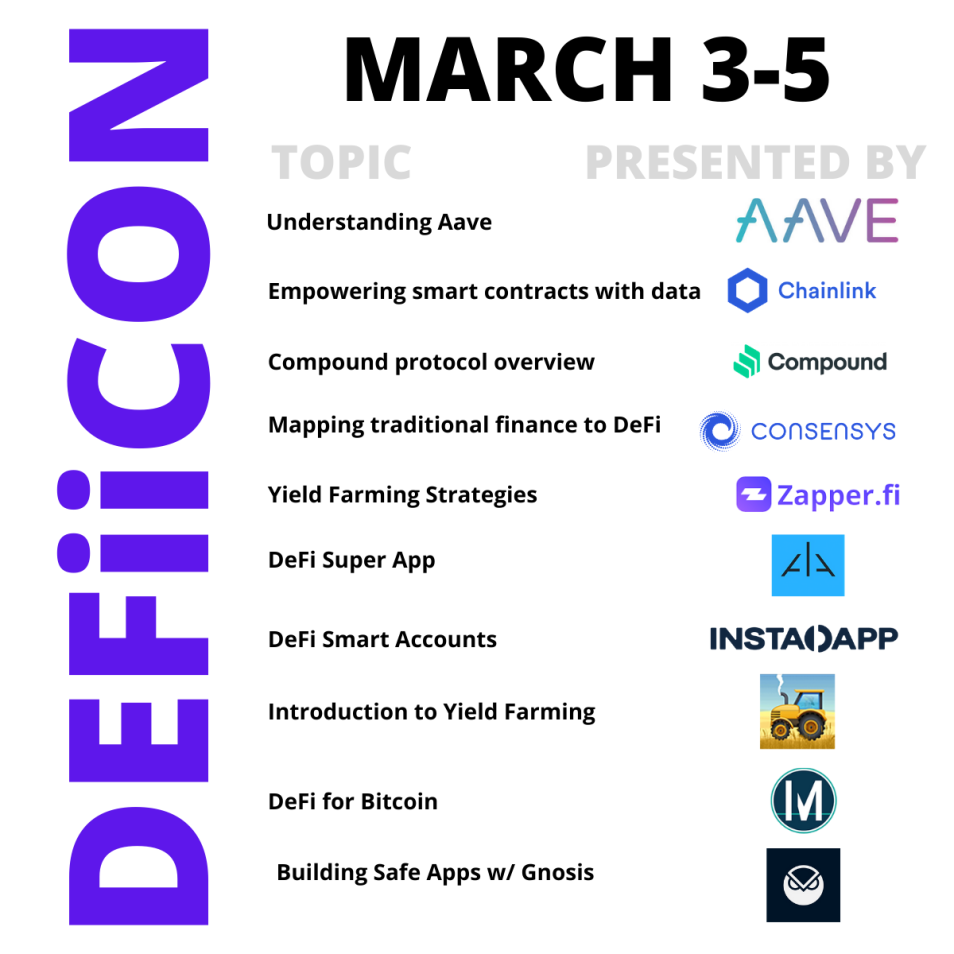 DEFiiCON
MARCH 3-5
TOPIC PRESENTED BY
Understanding Aave AAVE
Empowering smart contracts with data Chainlink
Compound protocol overview Compound
Mapping traditional finance to DeFi CONSENSYS
Yield Farming Strategies Zapper.fi
DeFi Super App
DeFi Smart Accounts INSTADAPP
Introduction to Yield Farming
DeFi for Bitcoin M
Building Safe Apps w/ Gnosis